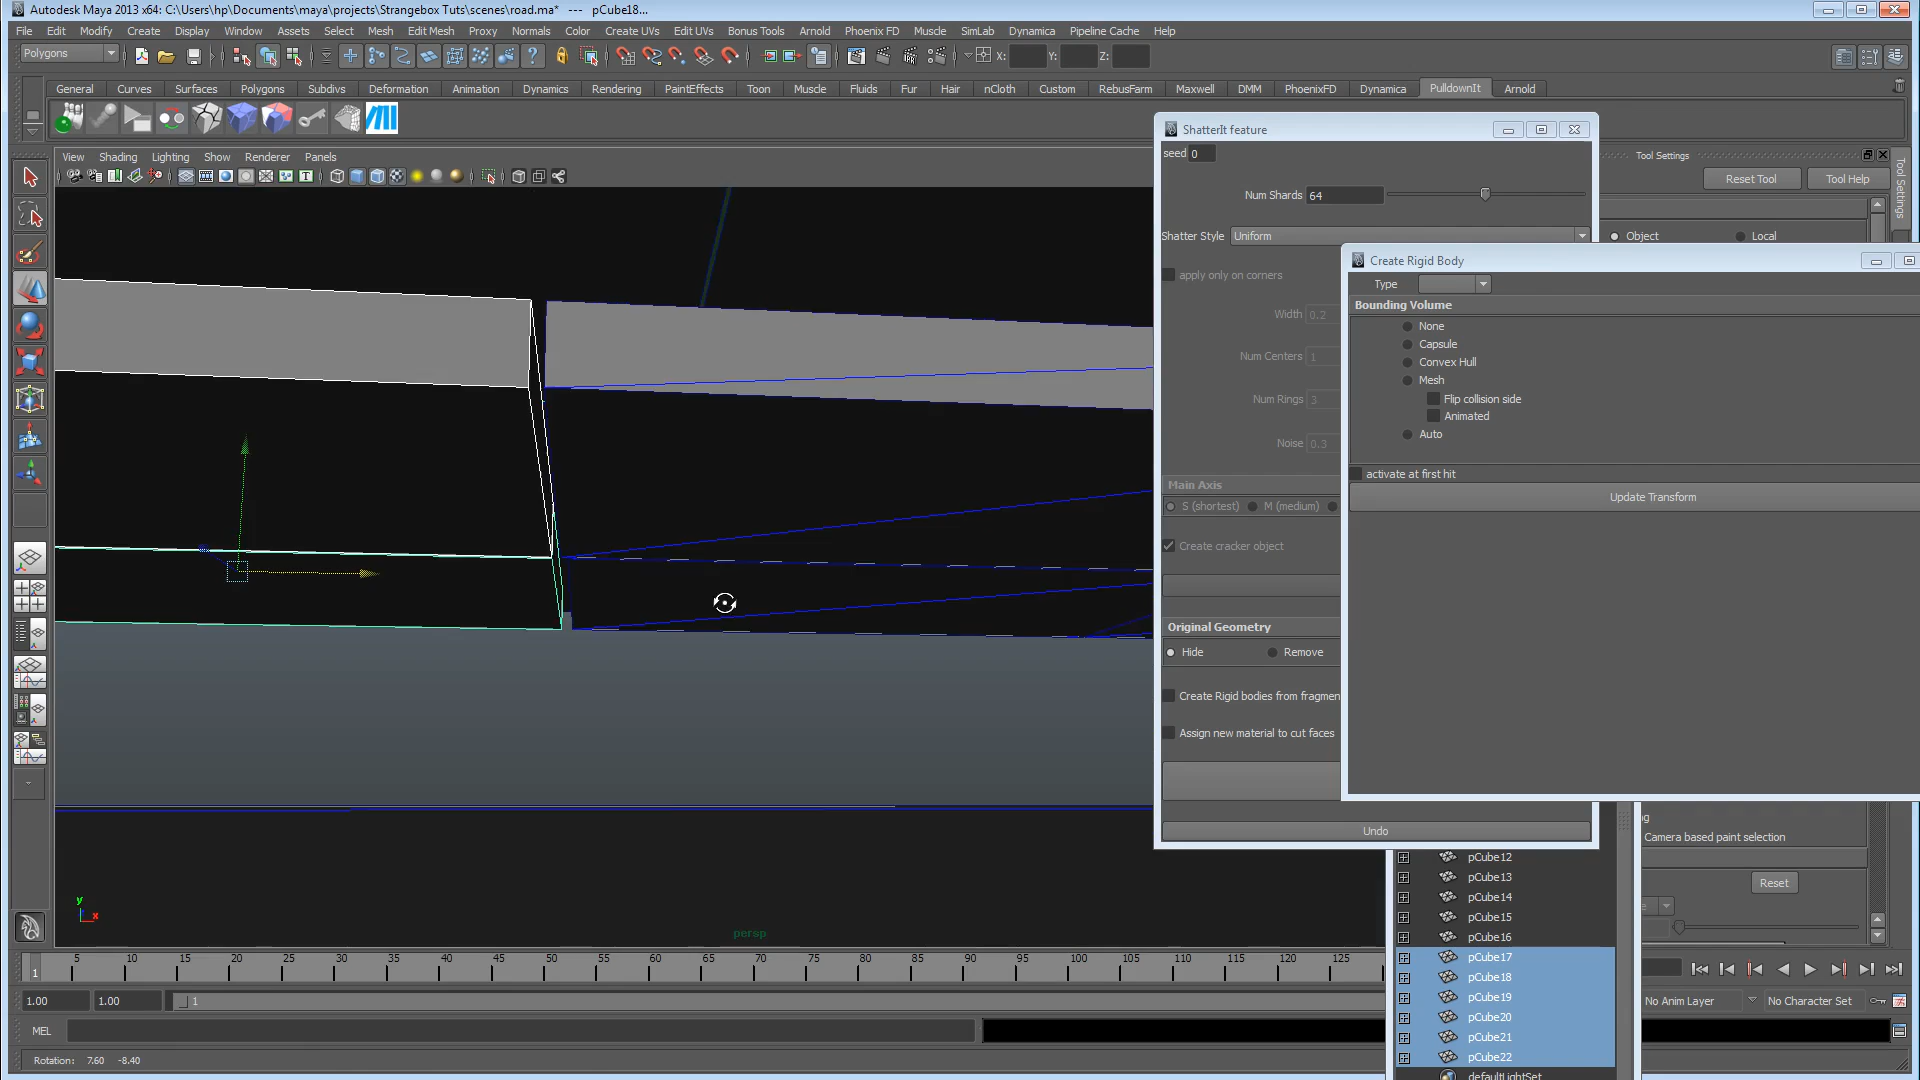 Autodesk Maya 2013 x64: C:\Users\hp\Documents\maya\projects\Strangebox Tuts\scenes\road.ma* --- pCube18...
File Edit Modify Create Display Window Assets Select Mesh Edit Mesh Proxy Normals Color Create UVs Edit UVs Bonus Tools Arnold Phoenix FD Muscle SimLab Dynamica Pipeline Cache Help
Polygons X: Y: Z:
General Curves Surfaces Polygons Subdivs Deformation Animation Dynamics Rendering PaintEffects Toon Muscle Fluids Fur Hair nCloth Custom RebusFarm Maxwell DMM PhoenixFD Dynamica PulldownIt Arnold
ShatterIt feature
View Shading Lighting Show Renderer Panels
seed 0
Tool Settings
Reset Tool Tool Help
Tool Settings
Num Shards 64
Shatter Style Uniform
Object Local
Create Rigid Body
apply only on corners
Type
Bounding Volume
Width 0.2
None
Capsule
Num Centers 1
Convex Hull
Mesh
Num Rings 3
Flip collision side
Animated
Noise 0.3
Auto
activate at first hit
Main Axis
Update Transform
S (shortest) M (medium)
Create cracker object
Original Geometry
Hide Remove
Create Rigid bodies from fragmen
Assign new material to cut faces
Undo
ng
Camera based paint selection
Reset
pCube12
pCube13
pCube14
pCube15
pCube16
pCube17
pCube18
pCube19
pCube20
pCube21
pCube22
defaultLightSet
y
x
persp
5 10 15 20 25 30 35 40 45 50 55 60 65 70 75 80 85 90 95 100 105 110 115 120 125
1
1.00 1.00 1
No Anim Layer No Character Set
MEL
Rotation: 7.60 -8.40